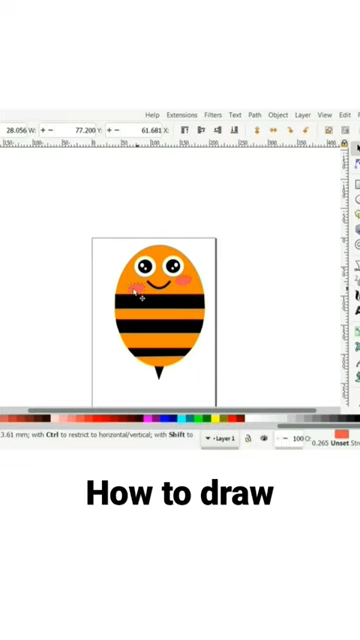 Help Extensions Filters Text Path Object Layer View Edit File
28.056 W: − + 77.200 Y: − + 61.681 X:
3.61 mm; with Ctrl to restrict to horizontal/vertical; with Shift to
Layer 1
100 O:
0.265 Unset
How to draw